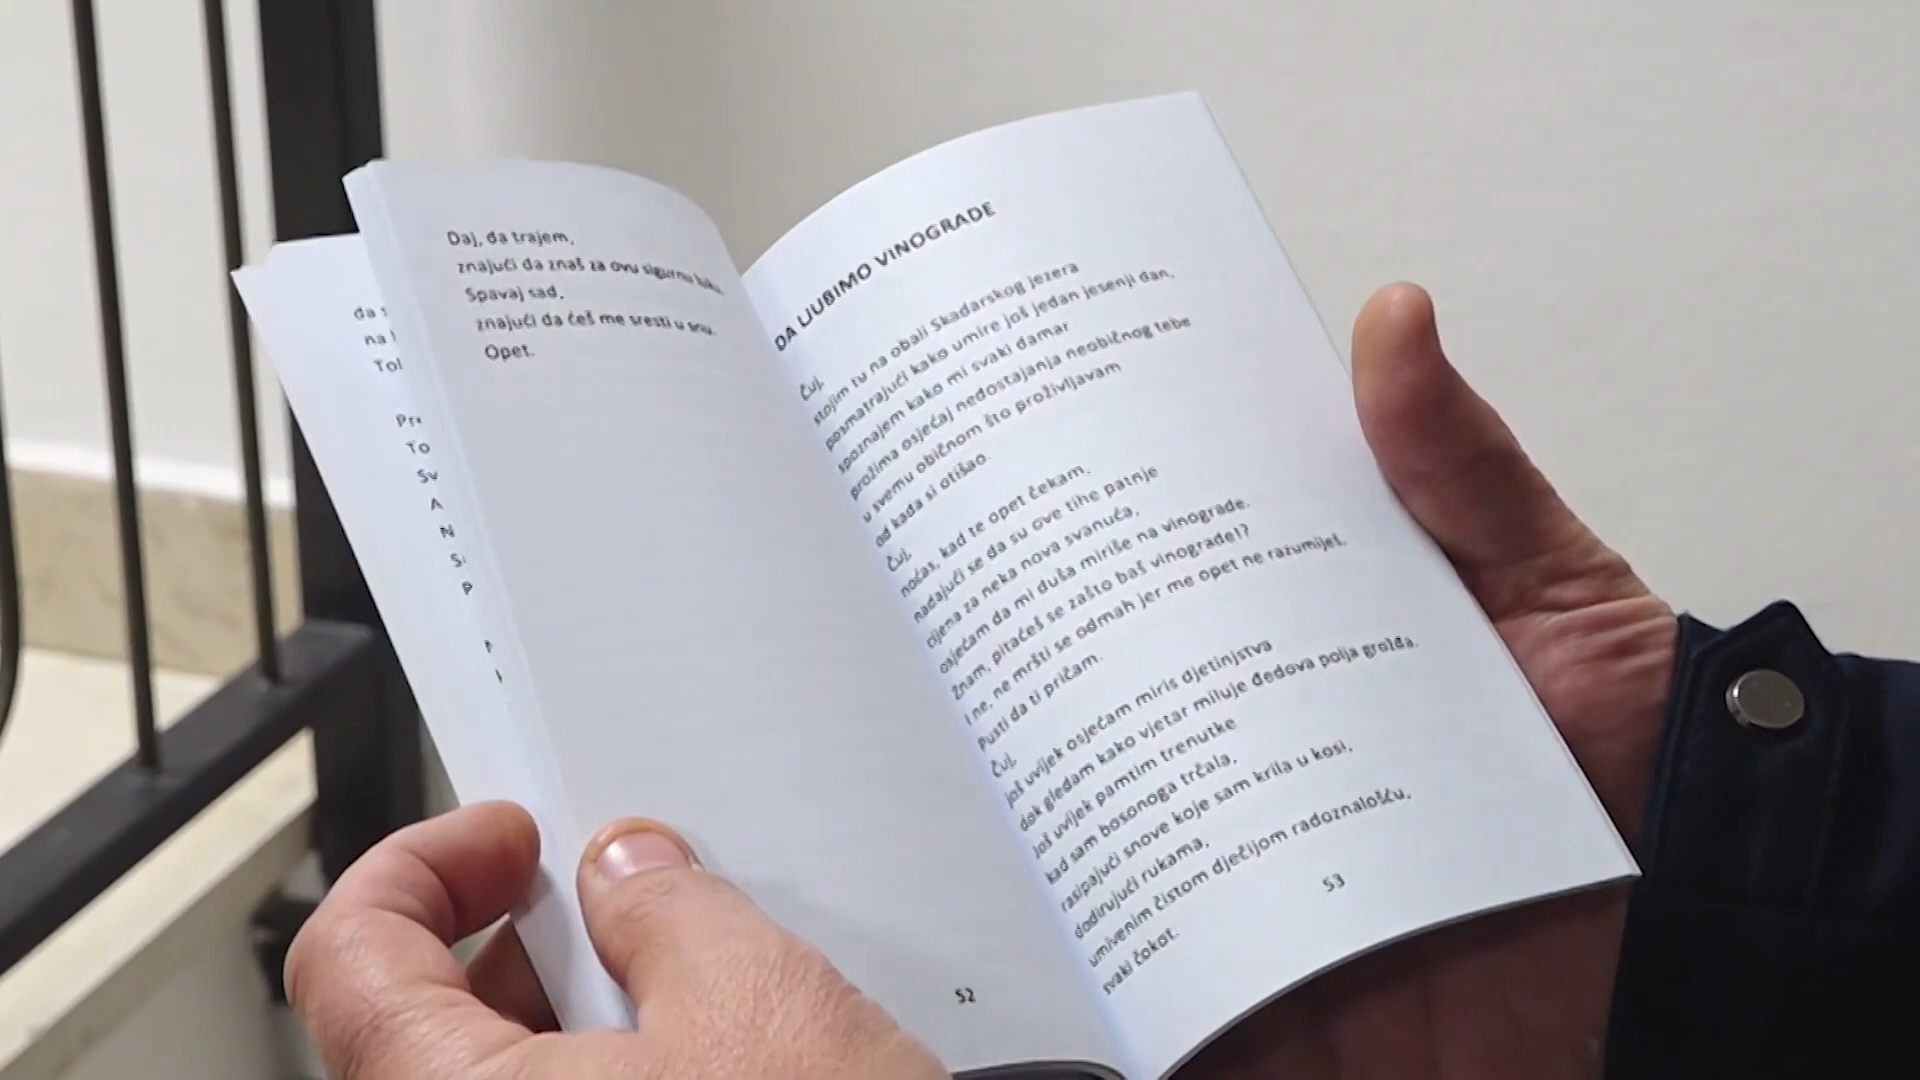 da
na
Tol
Pr
To
Sv
A
N
P
Daj, da trajem,
znajući da znaš za ovu sigurnu luku.
Spavaj sad,
znajući da ćeš me sresti u snu.
Opet.
52
DA LJUBIMO VINOGRADE
Čuj,
stojim tu na obali Skadarskog jezera
posmatrajući kako umire još jedan jesenji dan,
spoznajem kako mi svaki damar
prožima osjećaj nedostajanja neobičnog tebe
u svemu običnom što proživljavam
od kada si otišao.
Čuj,
noćas, kad te opet čekam,
nadajući se da su ove tihe patnje
cijena za neka nova svanuća,
osjećam da mi duša miriše na vinograde.
Znam, pitaćeš se zašto baš vinograde!?
I ne, ne mršti se odmah jer me opet ne razumiješ.
Pusti da ti pričam.
Čuj,
još uvijek osjećam miris djetinjstva
dok gledam kako vjetar miluje đedova polja grožđa.
Još uvijek pamtim trenutke
kad sam bosonoga trčala,
rasipajući snove koje sam krila u kosi,
dodirujući rukama,
umivenim čistom dječijom radoznalošću,
svaki čokot.
53